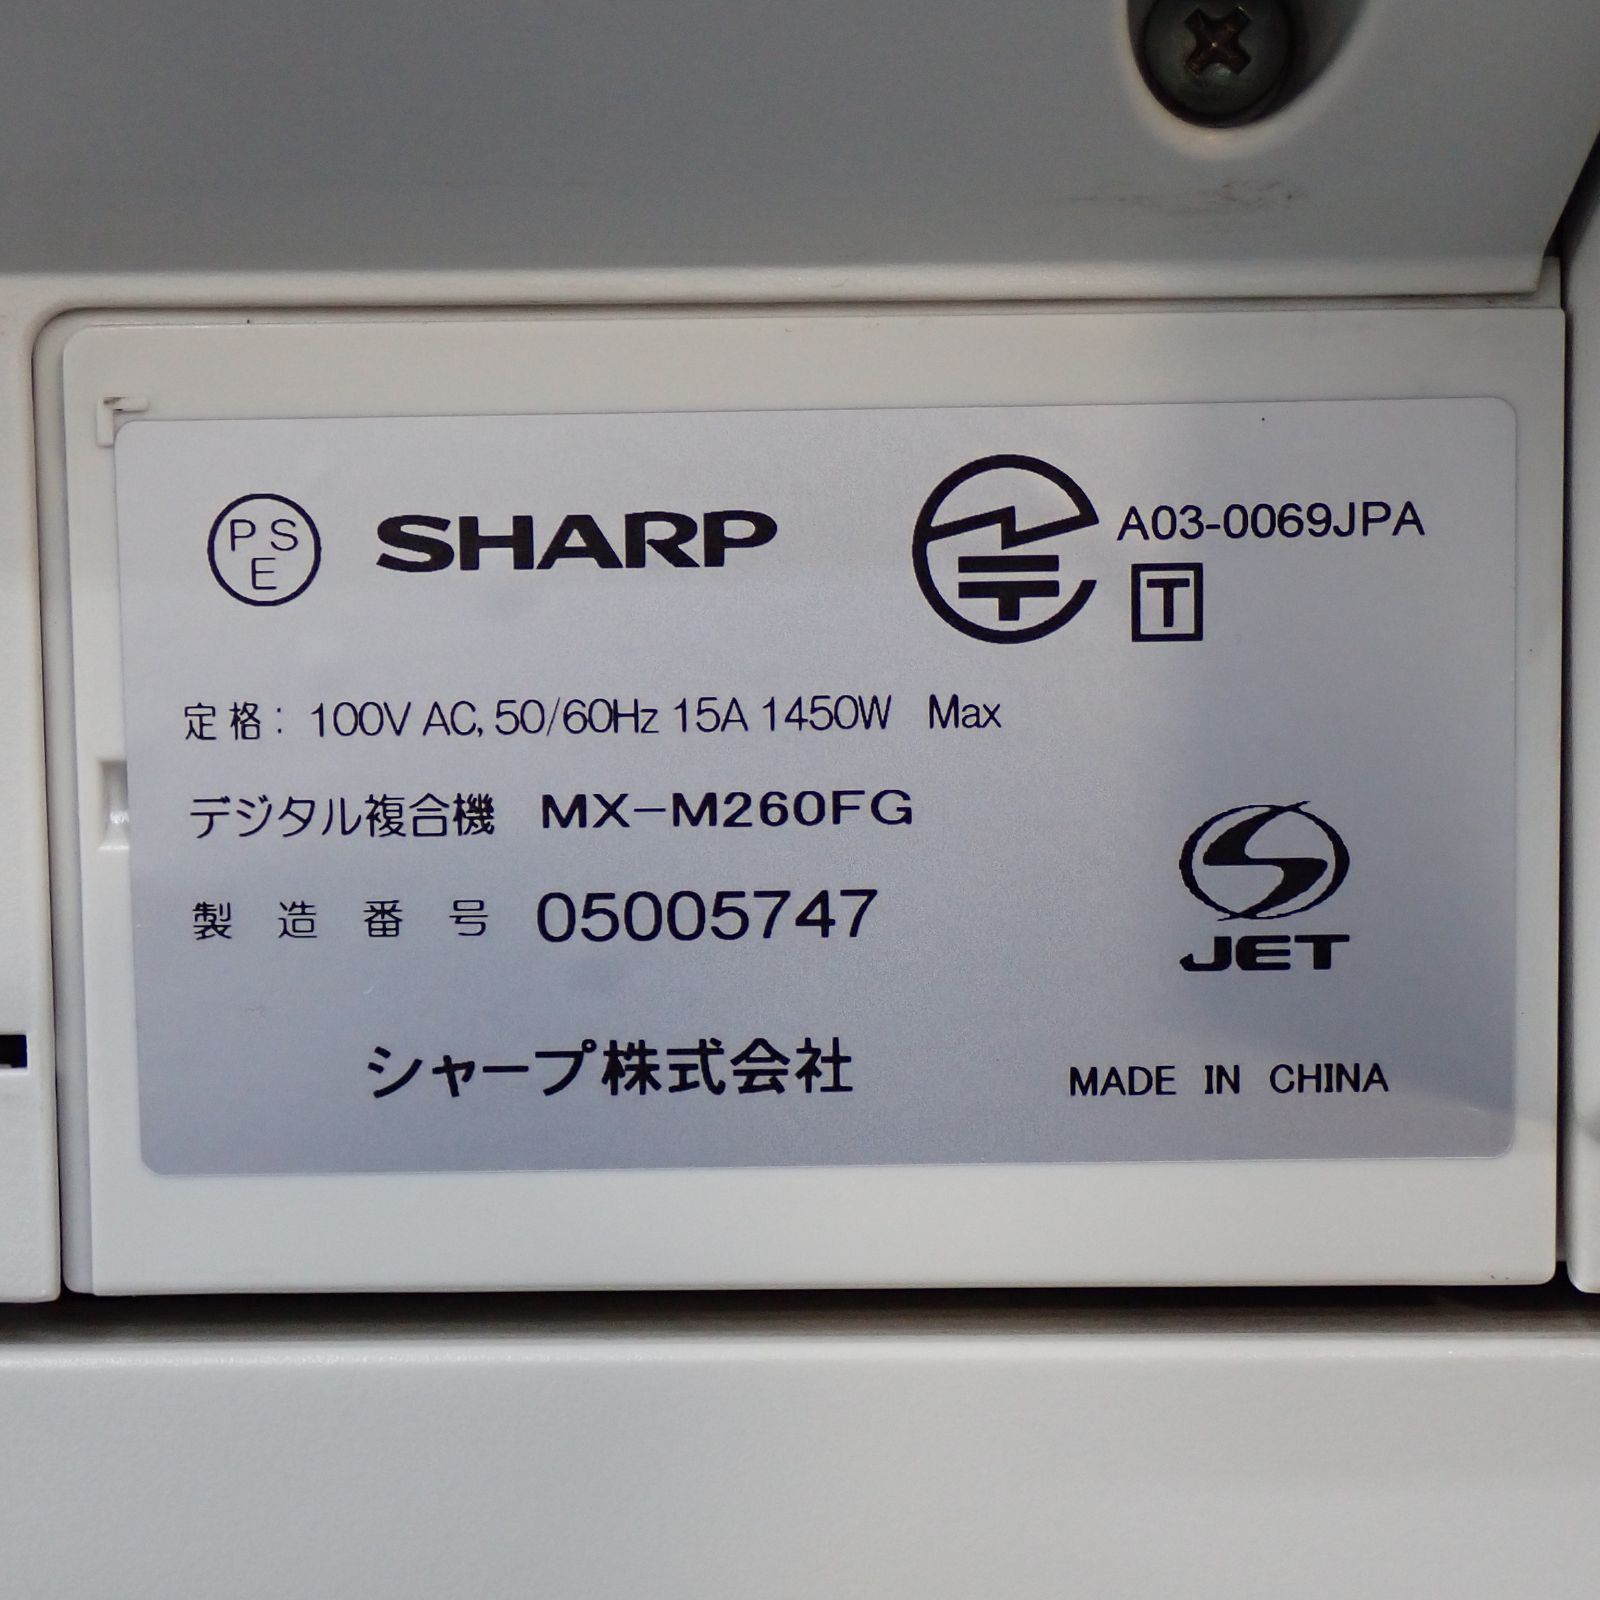 PSE SHARP A03-0069JPA
T
定格: 100V AC, 50/60Hz 15A 1450W Max
デジタル複合機 MX-M260FG
製造番号 05005747
JET
シャープ株式会社 MADE IN CHINA